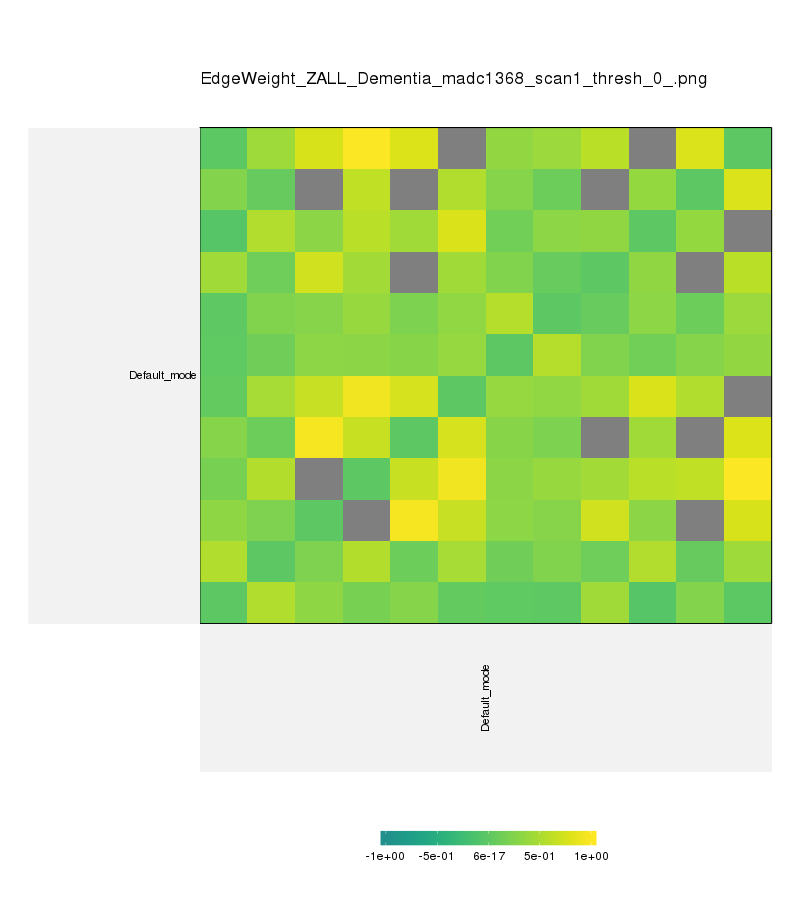 EdgeWeight_ZALL_Dementia_madc1368_scan1_thresh_0_.png
Default_mode
Default_mode
-1e+00 -5e-01 6e-17 5e-01 1e+00